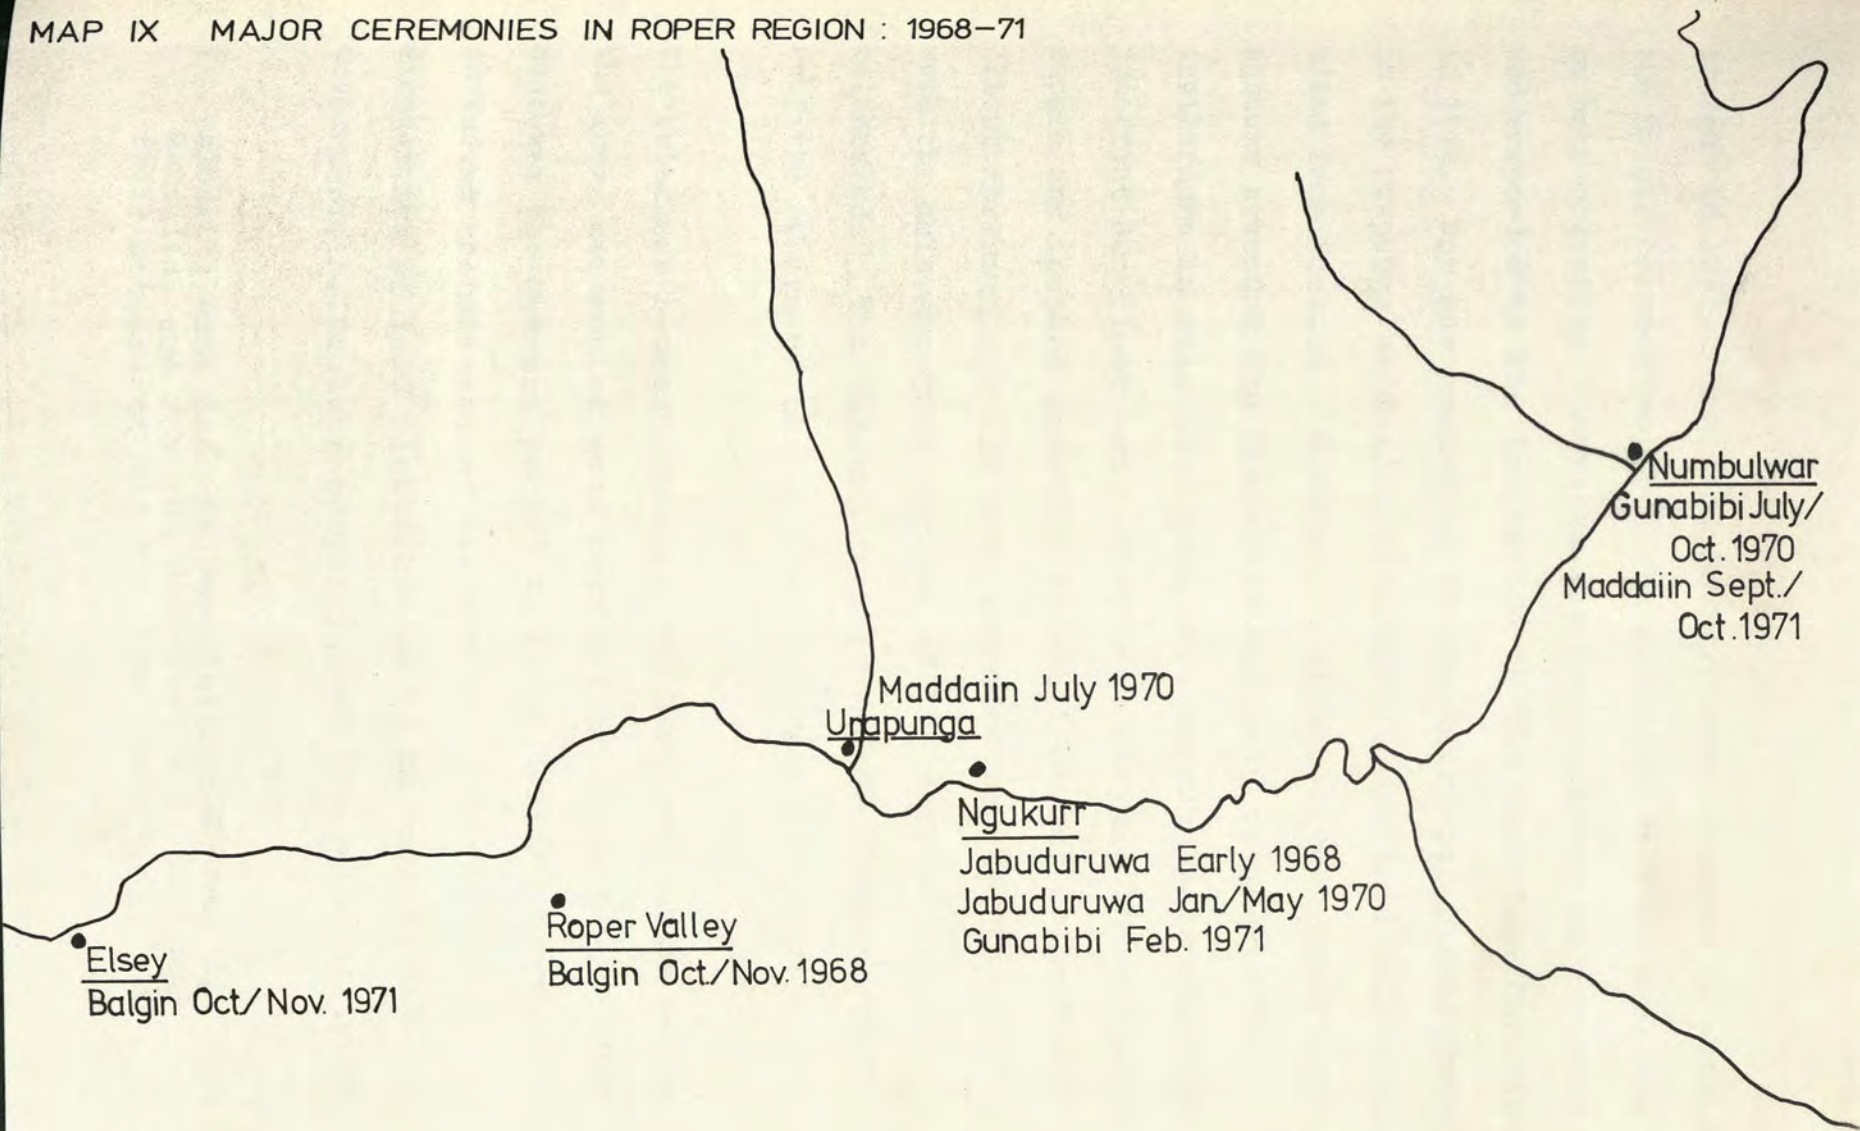 MAP IX MAJOR CEREMONIES IN ROPER REGION : 1968-71
Numbulwar
Gunabibi July/
Oct. 1970
Maddaiin Sept./
Oct. 1971
Maddaiin July 1970
Urapunga
Ngukurr
Jabuduruwa Early 1968
Jabuduruwa Jan/May 1970
Gunabibi Feb. 1971
Roper Valley
Balgin Oct./Nov. 1968
Elsey
Balgin Oct/Nov. 1971